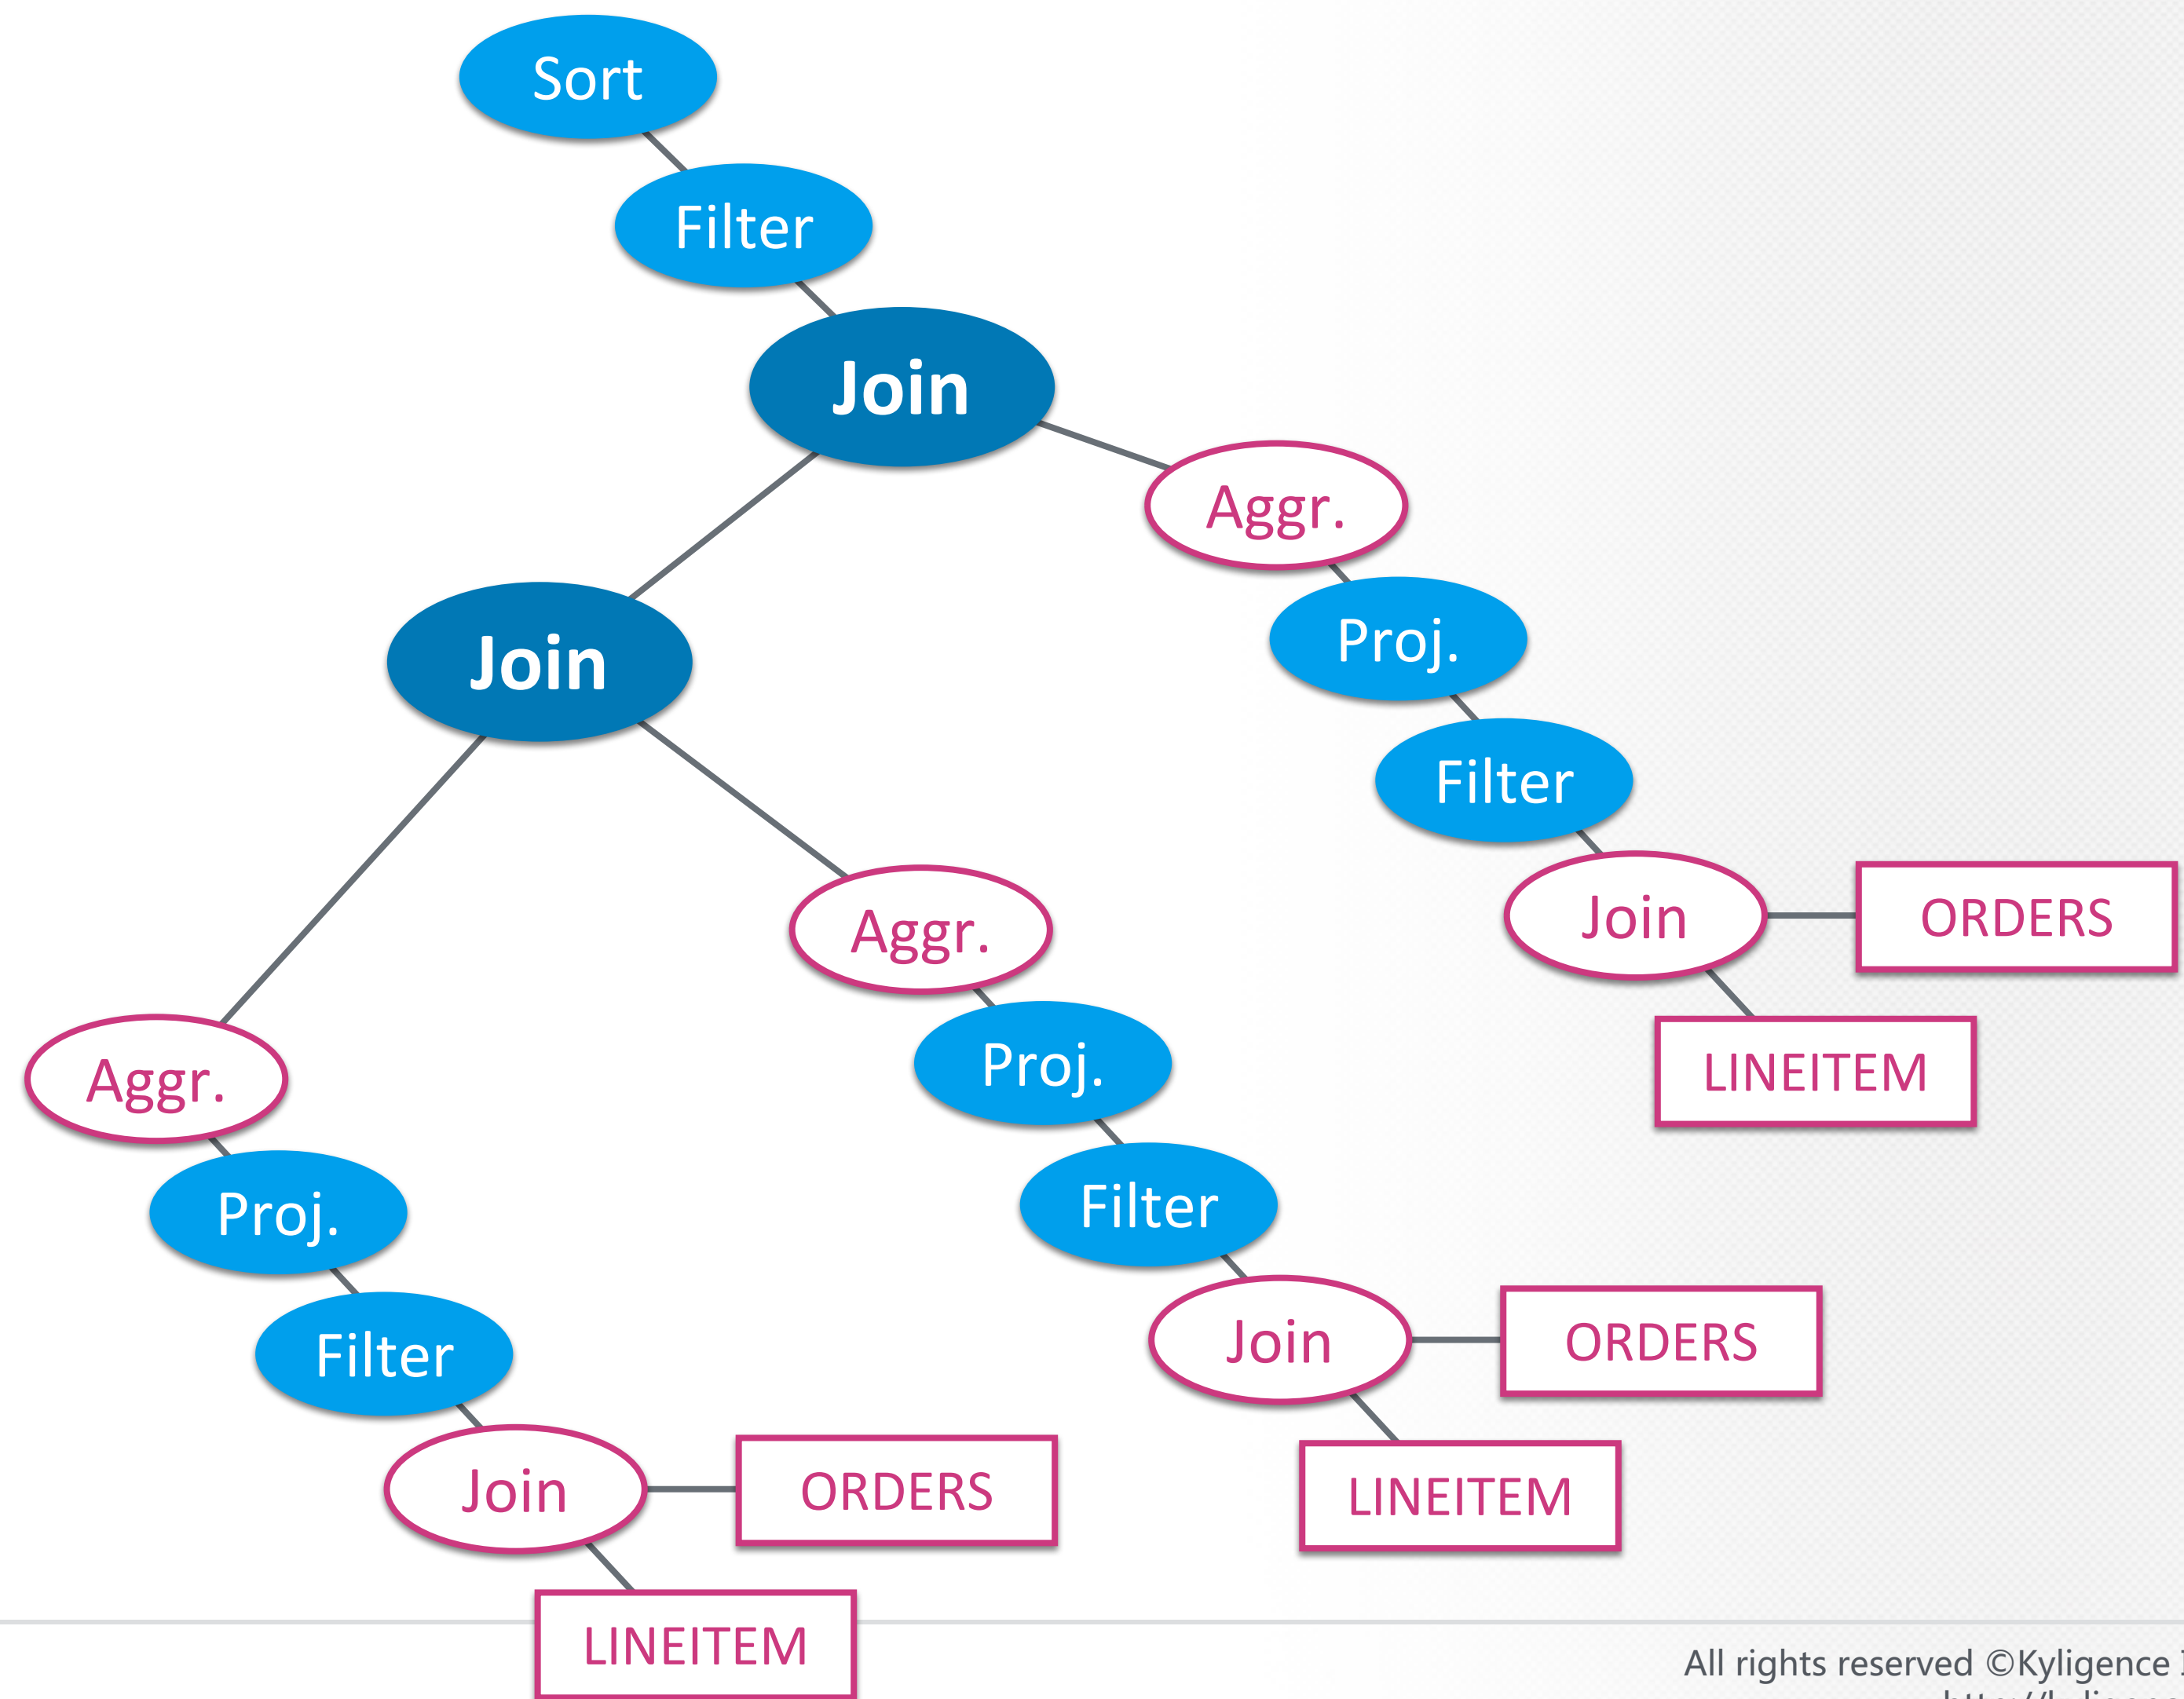 Sort
Filter
Join
Aggr.
Join
Proj.
Filter
Join
ORDERS
Aggr.
LINEITEM
Aggr.
Proj.
Proj.
Filter
Filter
Join
ORDERS
Join
ORDERS
LINEITEM
LINEITEM
All rights reserved ©Kyligence